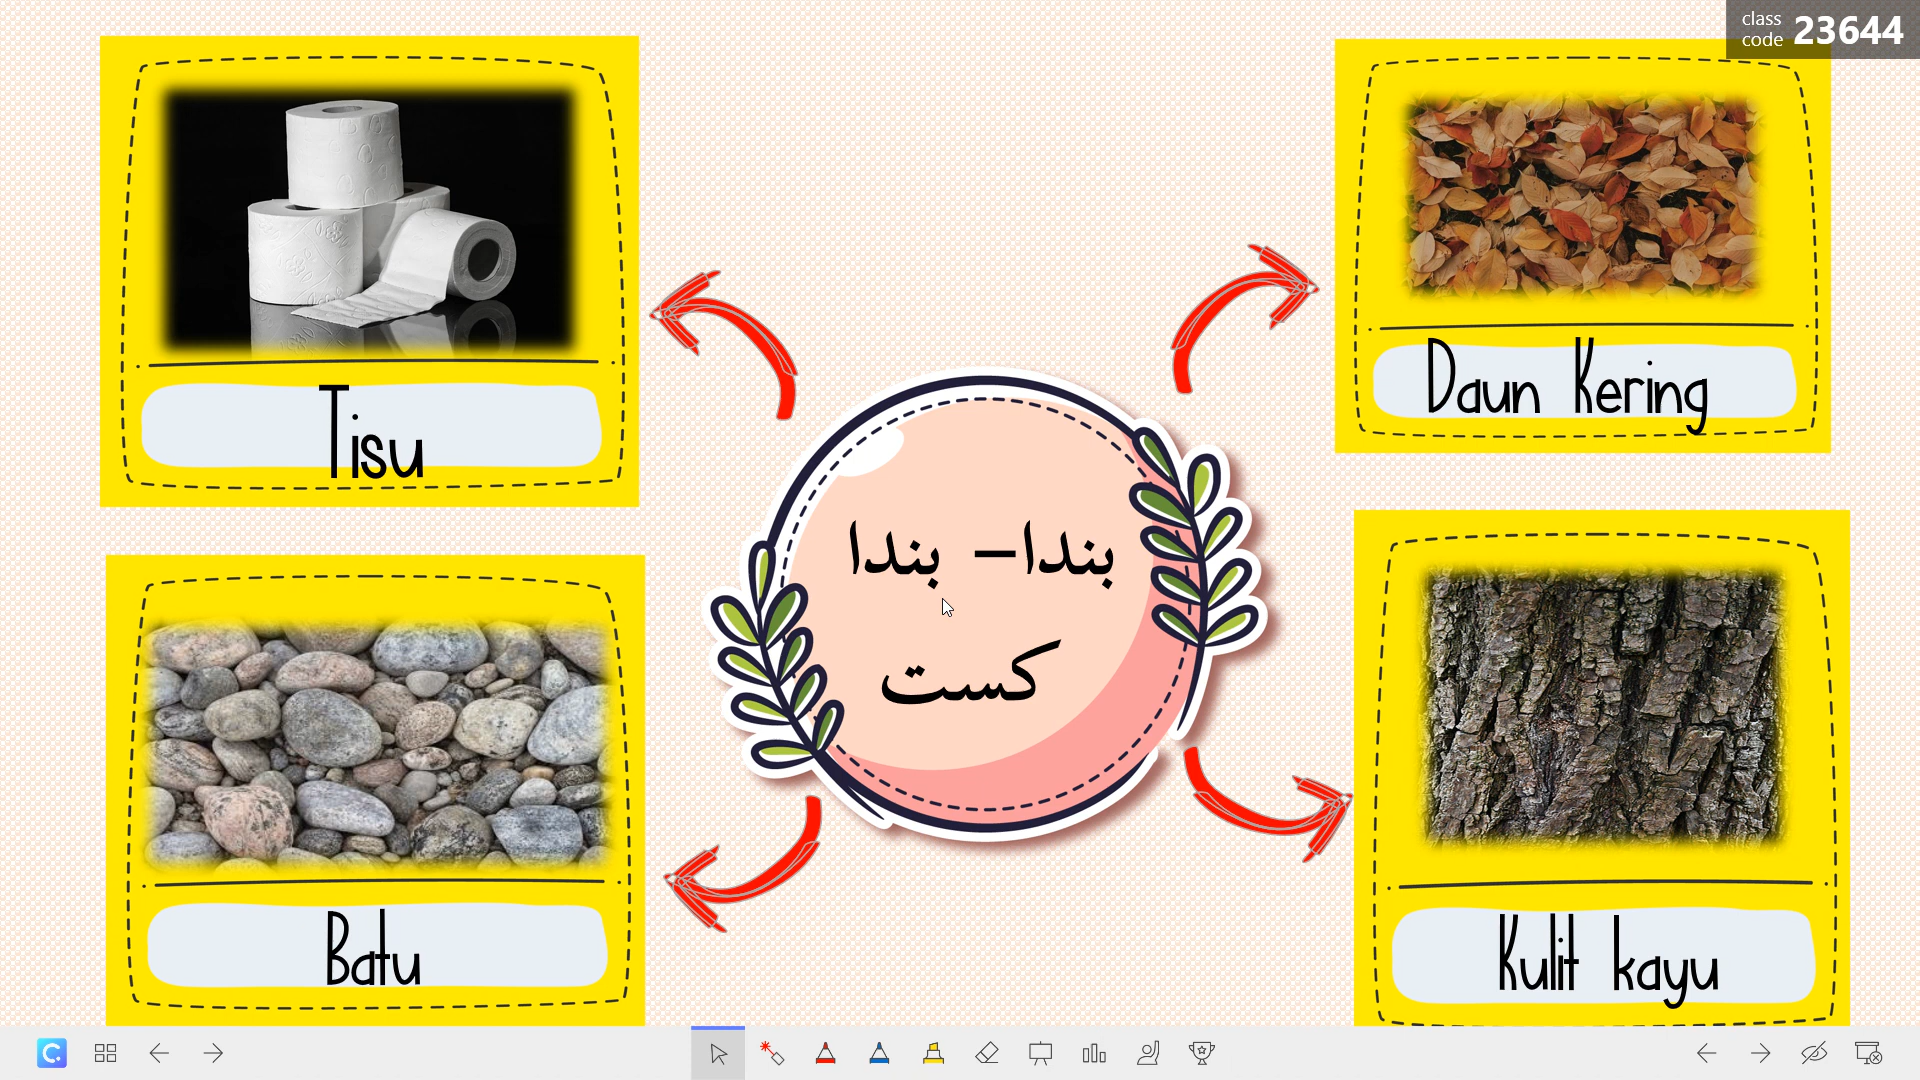 class
code 23644
Tisu
Daun Kering
بندا– بندا
کست
Batu
Kulit kayu